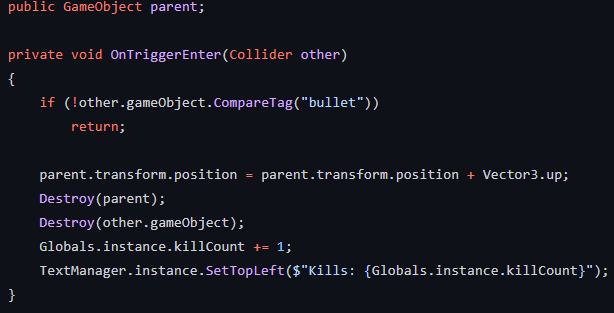 public GameObject parent;
private void OnTriggerEnter(Collider other)
{
if (!other.gameObject.CompareTag("bullet"))
return;
parent.transform.position = parent.transform.position + Vector3.up;
Destroy(parent);
Destroy(other.gameObject);
Globals.instance.killCount += 1;
TextManager.instance.SetTopLeft($"Kills: {Globals.instance.killCount}");
}